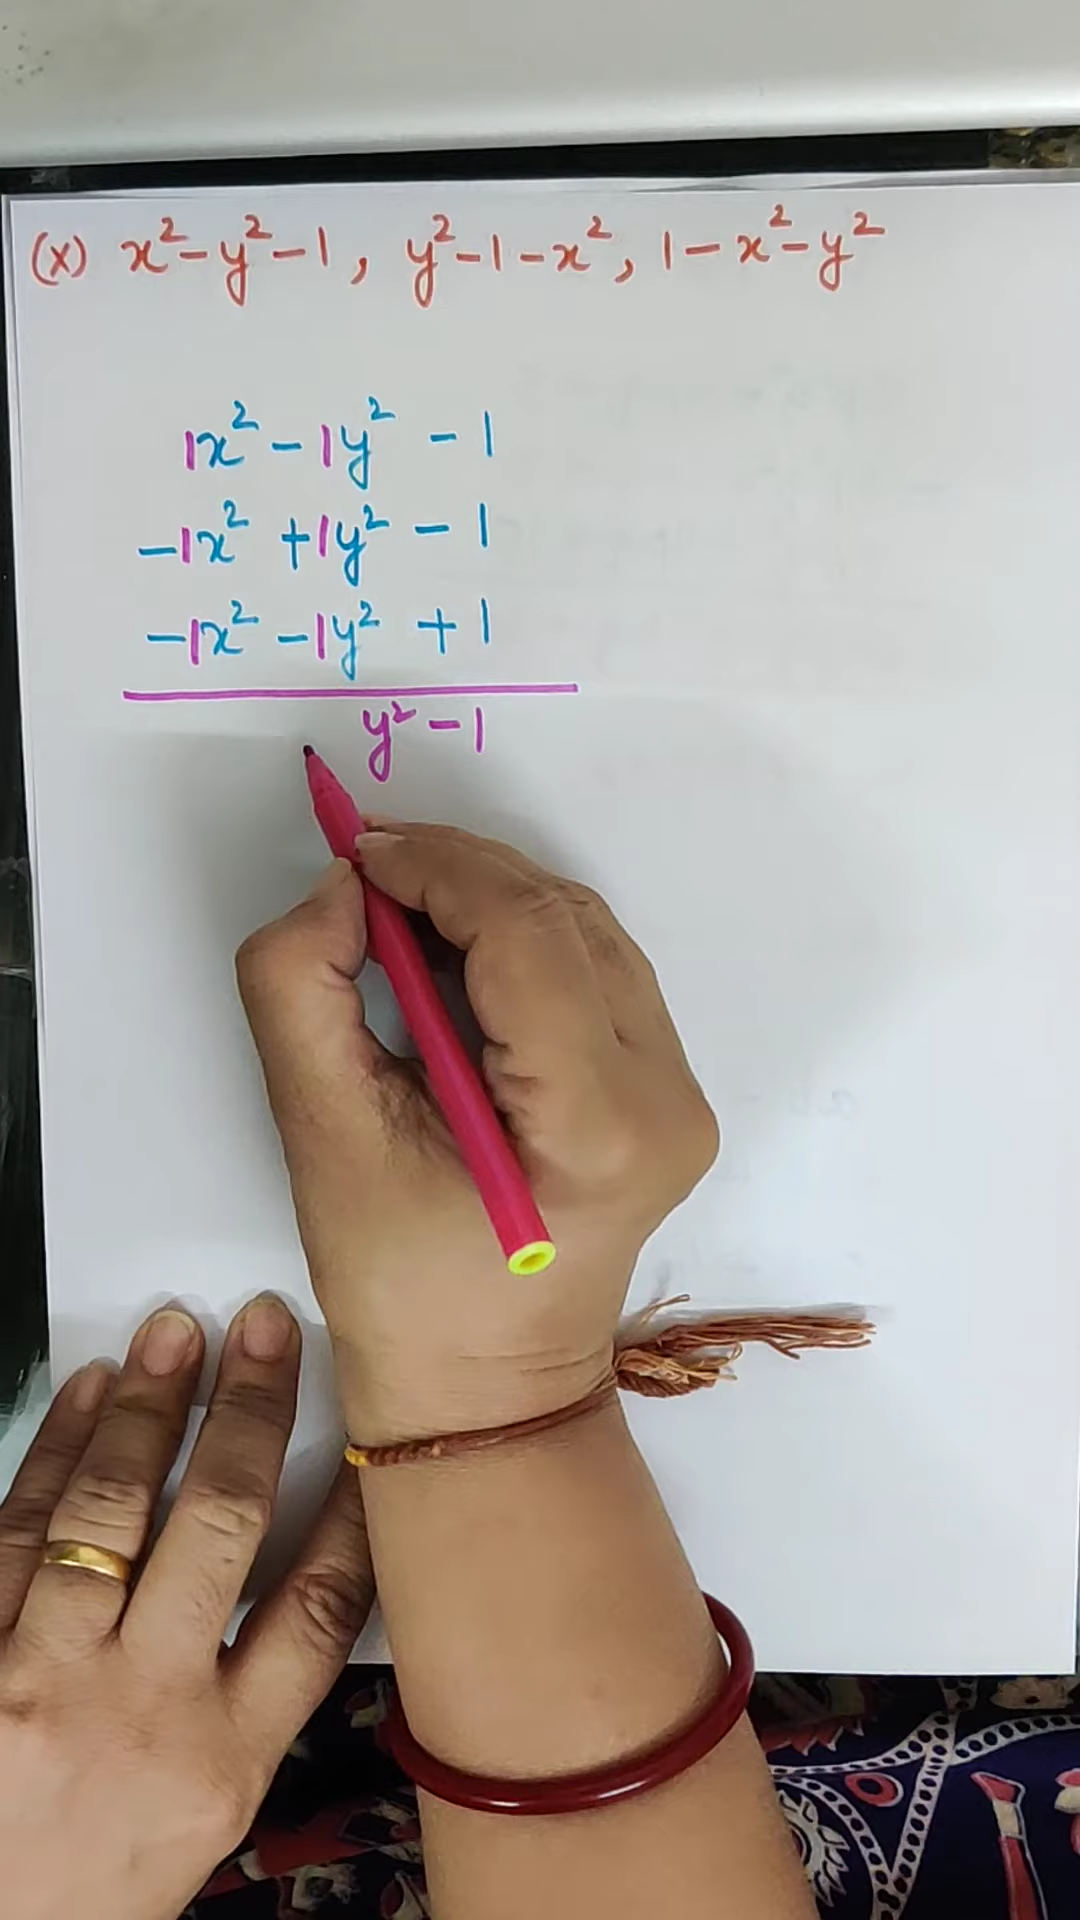 (x) x² - y² - 1 , y² - 1 - x² , 1 - x² - y²
1x² - 1y² - 1
-1x² + 1y² - 1
-1x² - 1y² + 1
y² - 1